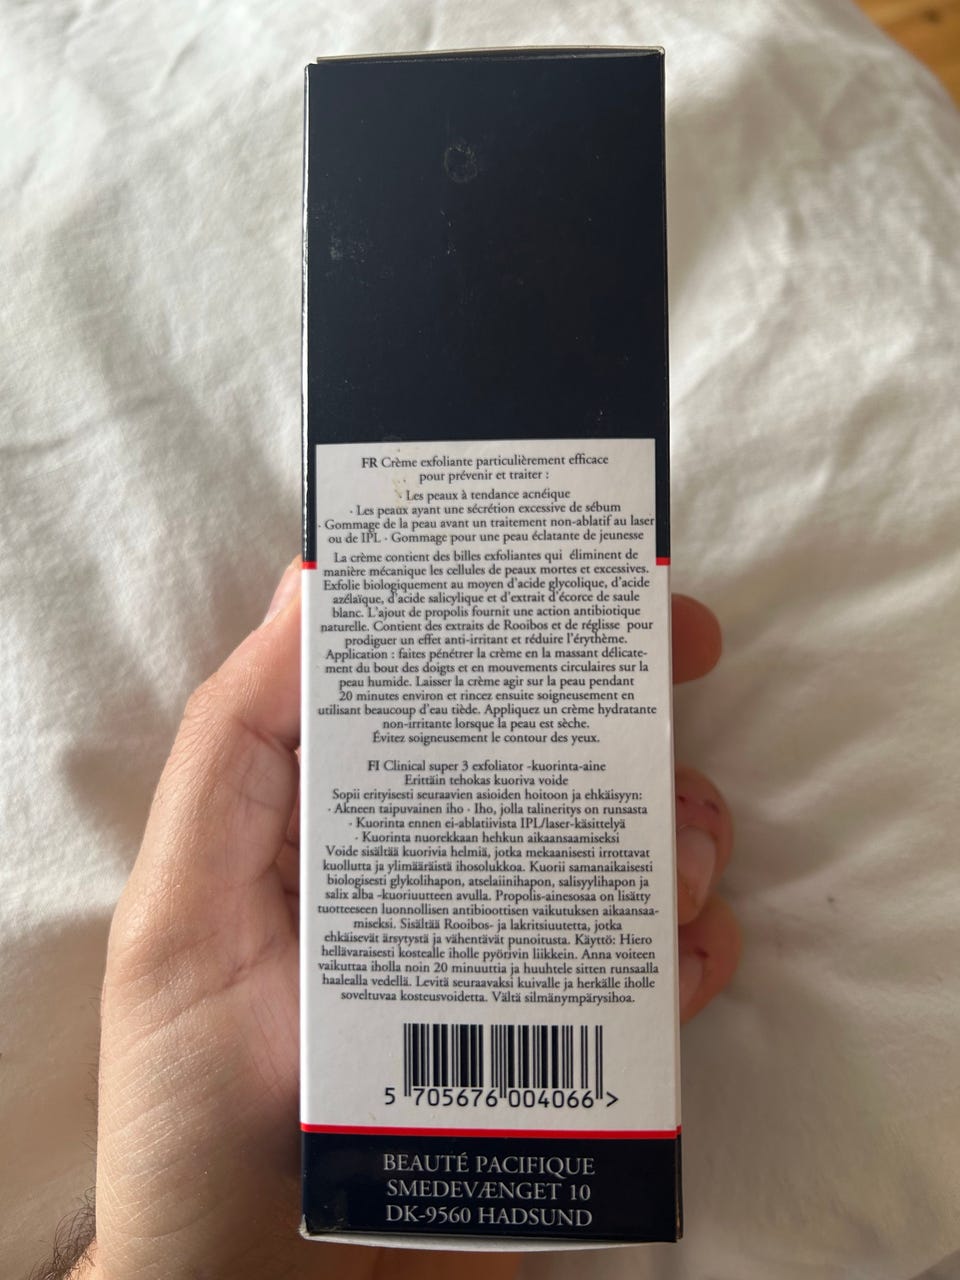 FR Crème exfoliante particulièrement efficace
pour prévenir et traiter :
· Les peaux à tendance acnéique
· Les peaux ayant une sécrétion excessive de sébum
· Gommage de la peau avant un traitement non-ablatif au laser
ou de IPL · Gommage pour une peau éclatante de jeunesse
La crème contient des billes exfoliantes qui éliminent de
manière mécanique les cellules de peaux mortes et excessives.
Exfolie biologiquement au moyen d'acide glycolique, d'acide
azélaïque, d'acide salicylique et d'extrait d'écorce de saule
blanc. L'ajout de propolis fournit une action antibiotique
naturelle. Contient des extraits de Rooibos et de réglisse pour
prodiguer un effet anti-irritant et réduire l'érythème.
Application : faites pénétrer la crème en la massant délicate-
ment du bout des doigts et en mouvements circulaires sur la
peau humide. Laisser la crème agir sur la peau pendant
20 minutes environ et rincez ensuite soigneusement en
utilisant beaucoup d'eau tiède. Appliquez un crème hydratante
non-irritante lorsque la peau est sèche.
Évitez soigneusement le contour des yeux.
FI Clinical super 3 exfoliator -kuorinta-aine
Erittäin tehokas kuoriva voide
Sopii erityisesti seuraavien asioiden hoitoon ja ehkäisyyn:
· Akneen taipuvainen iho · Iho, jolla talineritys on runsasta
· Kuorinta ennen ei-ablatiivista IPL/laser-käsittelyä
· Kuorinta nuorekkaan hehkun aikaansaamiseksi
Voide sisältää kuorivia helmiä, jotka mekaanisesti irrottavat
kuollutta ja ylimääräistä ihosolukkoa. Kuorii samanaikaisesti
biologisesti glykolihapon, atselaiinihapon, salisyylihapon ja
salix alba -kuoriuutteen avulla. Propolis-ainesosaa on lisätty
tuotteeseen luonnollisen antibioottisen vaikutuksen aikaansaa-
miseksi. Sisältää Rooibos- ja lakritsiuutetta, jotka
ehkäisevät ärsytystä ja vähentävät punoitusta. Käyttö: Hiero
hellävaraisesti kostealle iholle pyörivin liikkein. Anna voiteen
vaikuttaa iholla noin 20 minuuttia ja huuhtele sitten runsaalla
haalealla vedellä. Levitä seuraavaksi kuivalle ja herkälle iholle
soveltuvaa kosteusvoidetta. Vältä silmänympärysihoa.
5 705676 004066 >
BEAUTÉ PACIFIQUE
SMEDEVÆNGET 10
DK-9560 HADSUND